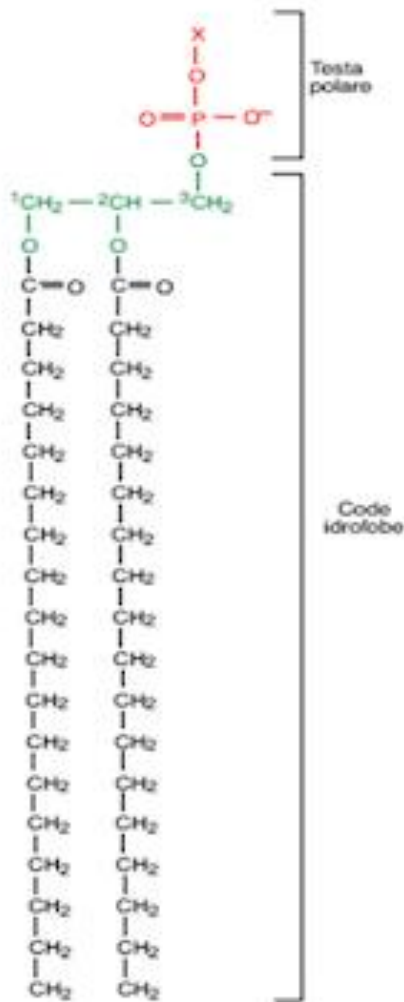 X
Testa
polare
O
O=P-O⁻
O
¹CH₂ — ²CH — ³CH₂
O O
C=O C=O
CH₂ CH₂
CH₂ CH₂
CH₂ CH₂
CH₂ CH₂
CH₂ CH₂
Code
idrofobe
CH₂ CH₂
CH₂ CH₂
CH₂ CH₂
CH₂ CH₂
CH₂ CH₂
CH₂ CH₂
CH₂ CH₂
CH₂ CH₂
CH₂ CH₂
CH₂ CH₂
CH₂ CH₂
CH₂ CH₂